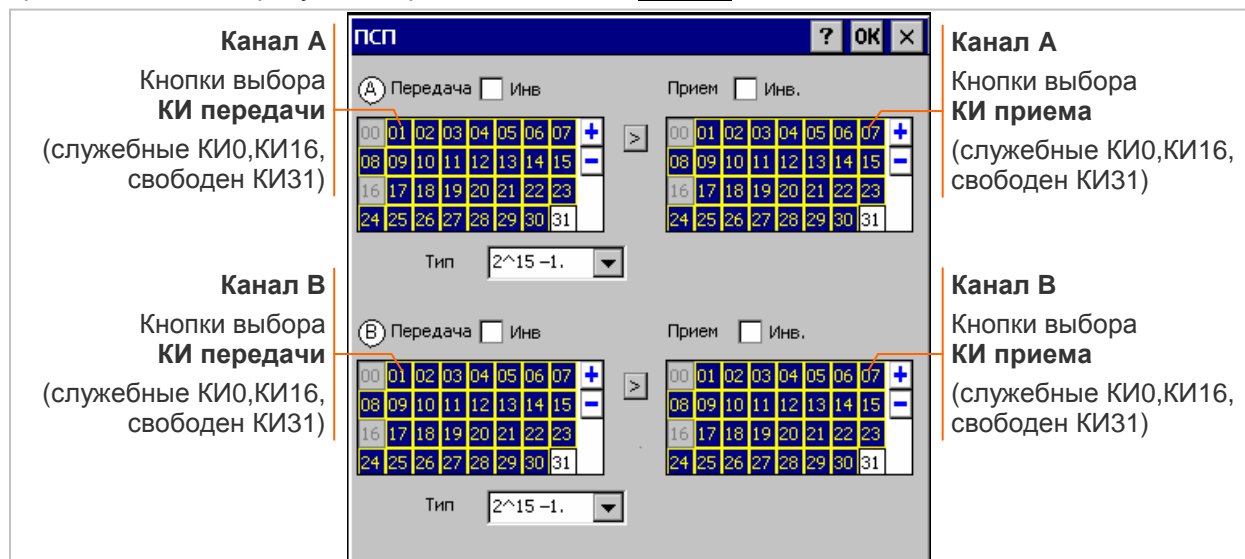 Канал А
Кнопки выбора
КИ передачи
(служебные КИ0,КИ16,
свободен КИ31)
ПСП ? OK ×
A Передача Инв Прием Инв.
00 01 02 03 04 05 06 07 + > 00 01 02 03 04 05 06 07 +
08 09 10 11 12 13 14 15 − 08 09 10 11 12 13 14 15 −
16 17 18 19 20 21 22 23 16 17 18 19 20 21 22 23
24 25 26 27 28 29 30 31 24 25 26 27 28 29 30 31
Тип 2^15 −1.
Канал А
Кнопки выбора
КИ приема
(служебные КИ0,КИ16,
свободен КИ31)
Канал В
Кнопки выбора
КИ передачи
(служебные КИ0,КИ16,
свободен КИ31)
B Передача Инв Прием Инв.
00 01 02 03 04 05 06 07 + > 00 01 02 03 04 05 06 07 +
08 09 10 11 12 13 14 15 − 08 09 10 11 12 13 14 15 −
16 17 18 19 20 21 22 23 16 17 18 19 20 21 22 23
24 25 26 27 28 29 30 31 24 25 26 27 28 29 30 31
Тип 2^15 −1.
Канал В
Кнопки выбора
КИ приема
(служебные КИ0,КИ16,
свободен КИ31)